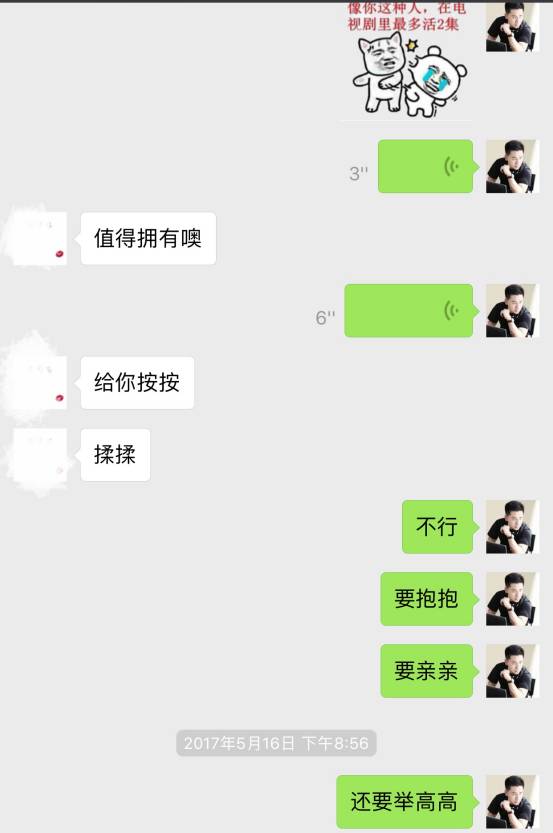 像你这种人，在电
视剧里最多活2集
3''
值得拥有噢
6''
给你按按
揉揉
不行
要抱抱
要亲亲
2017年5月16日 下午8:56
还要举高高